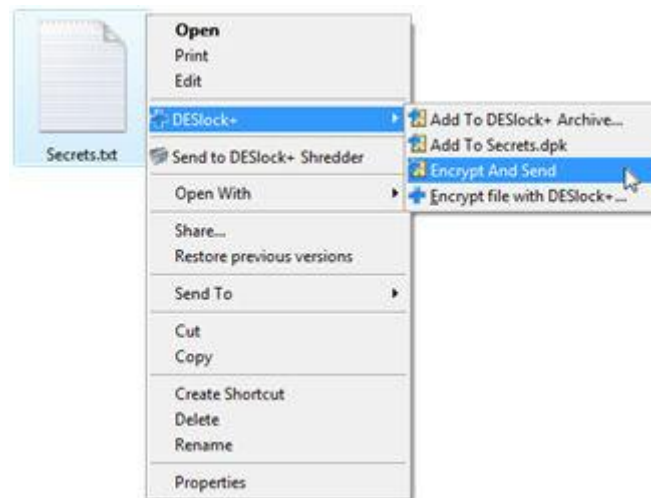 Secrets.txt
Open
Print
Edit
DESlock+
Send to DESlock+ Shredder
Open With
Share...
Restore previous versions
Send To
Cut
Copy
Create Shortcut
Delete
Rename
Properties
Add To DESlock+ Archive...
Add To Secrets.dpk
Encrypt And Send
Encrypt file with DESlock+...